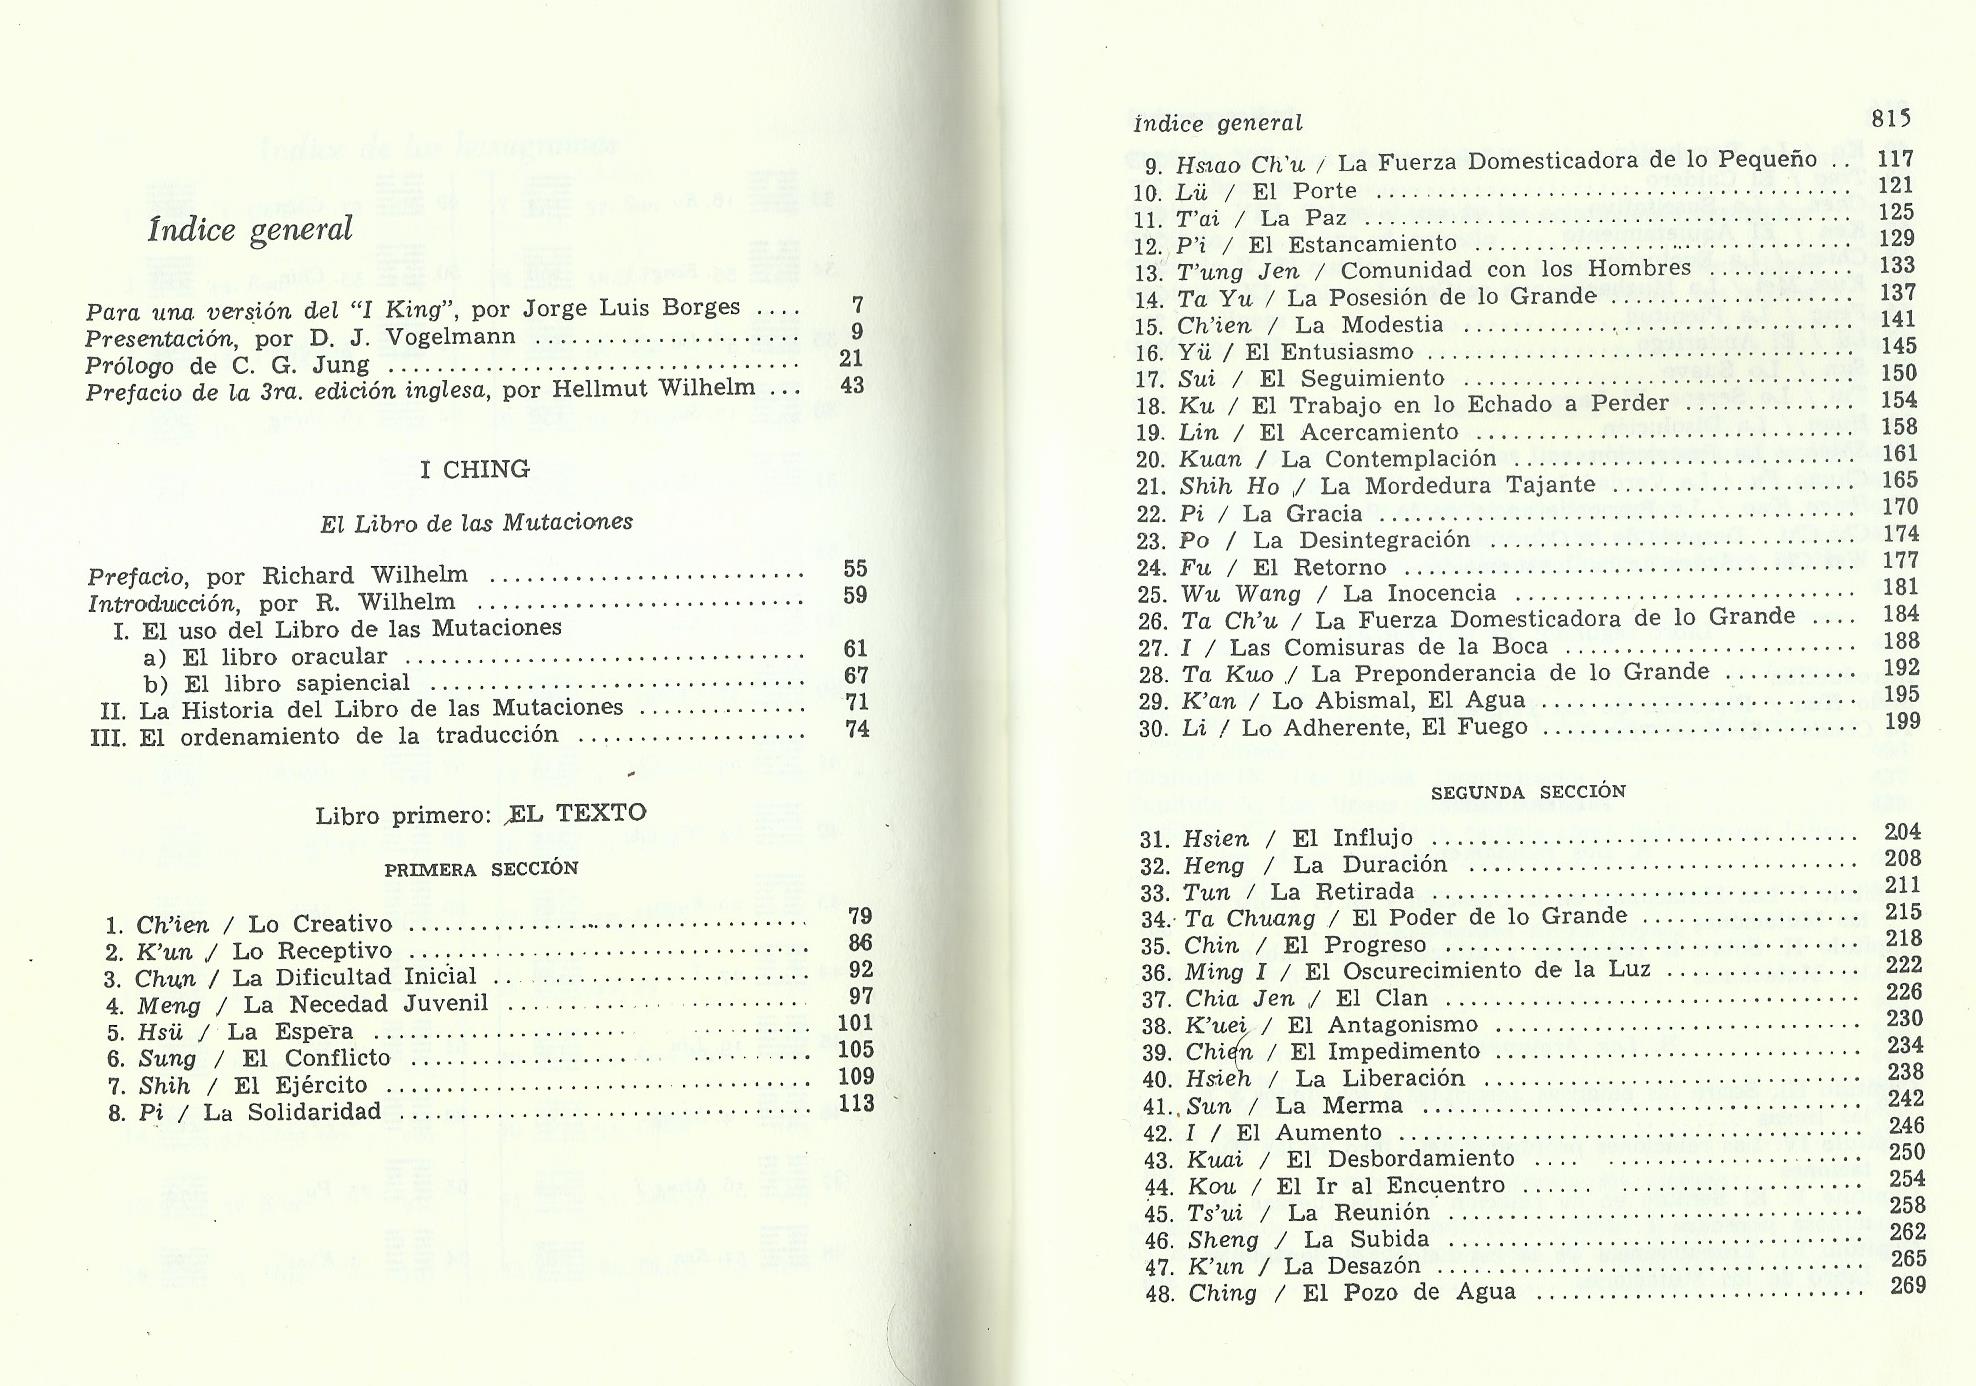 Índice general
Para una versión del “I King”, por Jorge Luis Borges .... 7
Presentación, por D. J. Vogelmann ...................... 9
Prólogo de C. G. Jung .................................. 21
Prefacio de la 3ra. edición inglesa, por Hellmut Wilhelm ... 43
I CHING
El Libro de las Mutaciones
Prefacio, por Richard Wilhelm .......................... 55
Introducción, por R. Wilhelm ........................... 59
I. El uso del Libro de las Mutaciones
a) El libro oracular ................................. 61
b) El libro sapiencial ............................... 67
II. La Historia del Libro de las Mutaciones .............. 71
III. El ordenamiento de la traducción ................... 74
Libro primero: EL TEXTO
PRIMERA SECCIÓN
1. Ch’ien / Lo Creativo ................................. 79
2. K’un / Lo Receptivo ................................. 86
3. Chun / La Dificultad Inicial .......................... 92
4. Meng / La Necedad Juvenil ......................... 97
5. Hsü / La Espera .................................... 101
6. Sung / El Conflicto ................................. 105
7. Shih / El Ejército ................................... 109
8. Pi / La Solidaridad .................................. 113
Índice general 815
9. Hsiao Ch’u / La Fuerza Domesticadora de lo Pequeño .. 117
10. Lü / El Porte ....................................... 121
11. T’ai / La Paz ........................................ 125
12. P’i / El Estancamiento ............................... 129
13. T’ung Jen / Comunidad con los Hombres ............ 133
14. Ta Yu / La Posesión de lo Grande ..................... 137
15. Ch’ien / La Modestia ................................ 141
16. Yü / El Entusiasmo ................................... 145
17. Sui / El Seguimiento ................................ 150
18. Ku / El Trabajo en lo Echado a Perder .............. 154
19. Lin / El Acercamiento ............................... 158
20. Kuan / La Contemplación ............................ 161
21. Shih Ho / La Mordedura Tajante .................... 165
22. Pi / La Gracia ....................................... 170
23. Po / La Desintegración .............................. 174
24. Fu / El Retorno ..................................... 177
25. Wu Wang / La Inocencia ............................ 181
26. Ta Ch’u / La Fuerza Domesticadora de lo Grande .... 184
27. I / Las Comisuras de la Boca ........................ 188
28. Ta Kuo / La Preponderancia de lo Grande ........... 192
29. K’an / Lo Abismal, El Agua .......................... 195
30. Li / Lo Adherente, El Fuego .......................... 199
SEGUNDA SECCIÓN
31. Hsien / El Influjo ................................... 204
32. Heng / La Duración ................................ 208
33. Tun / La Retirada ................................... 211
34. Ta Chuang / El Poder de lo Grande .................. 215
35. Chin / El Progreso .................................. 218
36. Ming I / El Oscurecimiento de la Luz ................ 222
37. Chia Jen / El Clan .................................. 226
38. K’uei / El Antagonismo .............................. 230
39. Chien / El Impedimento .............................. 234
40. Hsieh / La Liberación ............................... 238
41. Sun / La Merma .................................... 242
42. I / El Aumento ...................................... 246
43. Kuai / El Desbordamiento .... ..................... 250
44. Kou / El Ir al Encuentro ...... .................... 254
45. Ts’ui / La Reunión .................................. 258
46. Sheng / La Subida .................................. 262
47. K’un / La Desazón ................................... 265
48. Ching / El Pozo de Agua ........................... 269